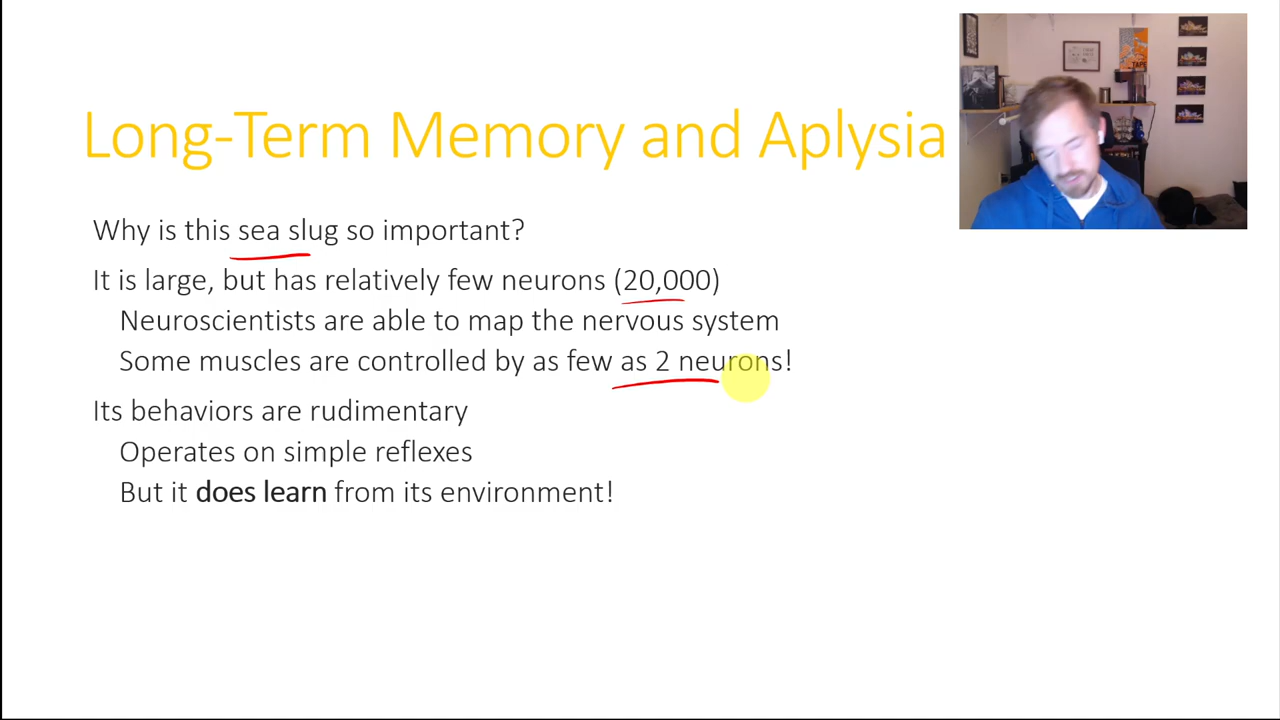 Long-Term Memory and Aplysia
Why is this sea slug so important?
It is large, but has relatively few neurons (20,000)
Neuroscientists are able to map the nervous system
Some muscles are controlled by as few as 2 neurons!
Its behaviors are rudimentary
Operates on simple reflexes
But it does learn from its environment!